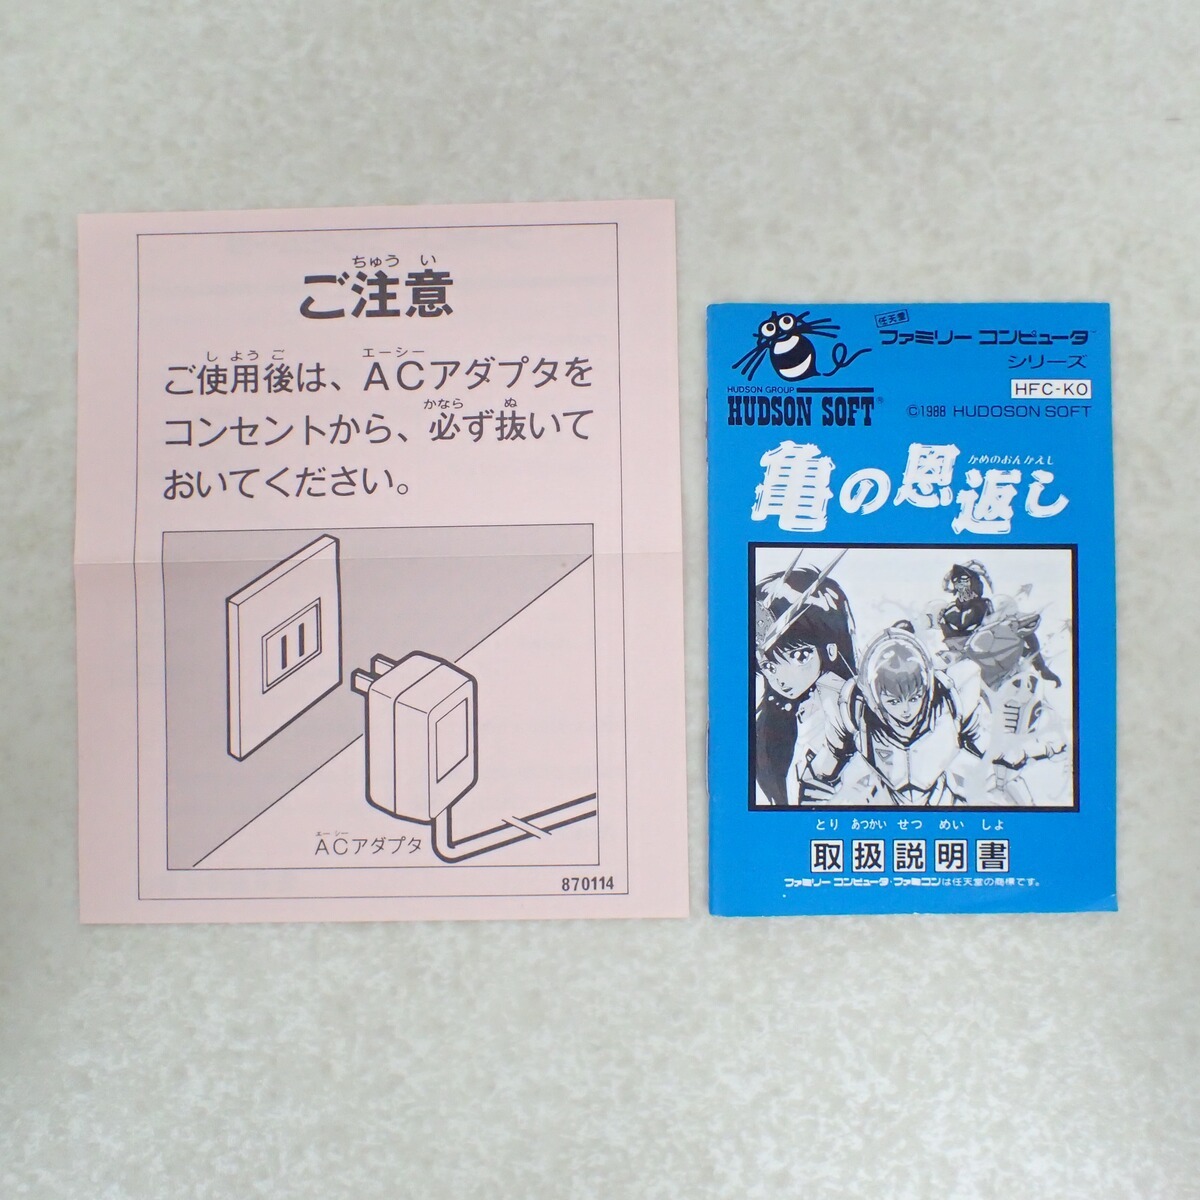 ちゅう い
ご注意
し よう ご エーシー
ご使用後は、ACアダプタを
かなら ぬ
コンセントから、必ず抜いて
おいてください。
エーシー
ACアダプタ
870114
任天堂
ファミリー コンピュータ™
シリーズ
HFC-KO
HUDSON GROUP
HUDSON SOFT®
©1988 HUDOSON SOFT
かめのおんかえし
亀の恩返し
とり あつかい せつ めい しょ
取扱説明書
ファミリー コンピュータ・ファミコンは任天堂の商標です。